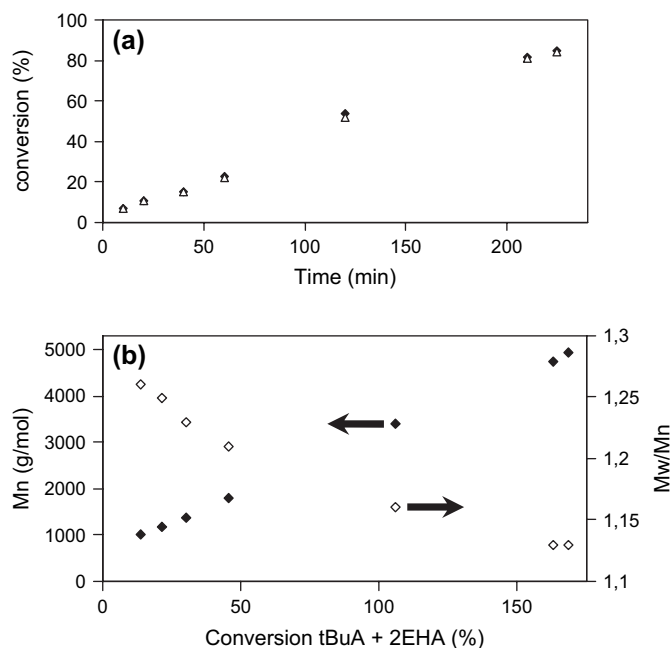 (a)
conversion (%)
100
80
60
40
20
0
0 50 100 150 200
Time (min)
(b)
Mn (g/mol)
5000
4000
3000
2000
1000
0
1,3
1,25
1,2
1,15
1,1
Mw/Mn
0 50 100 150
Conversion tBuA + 2EHA (%)